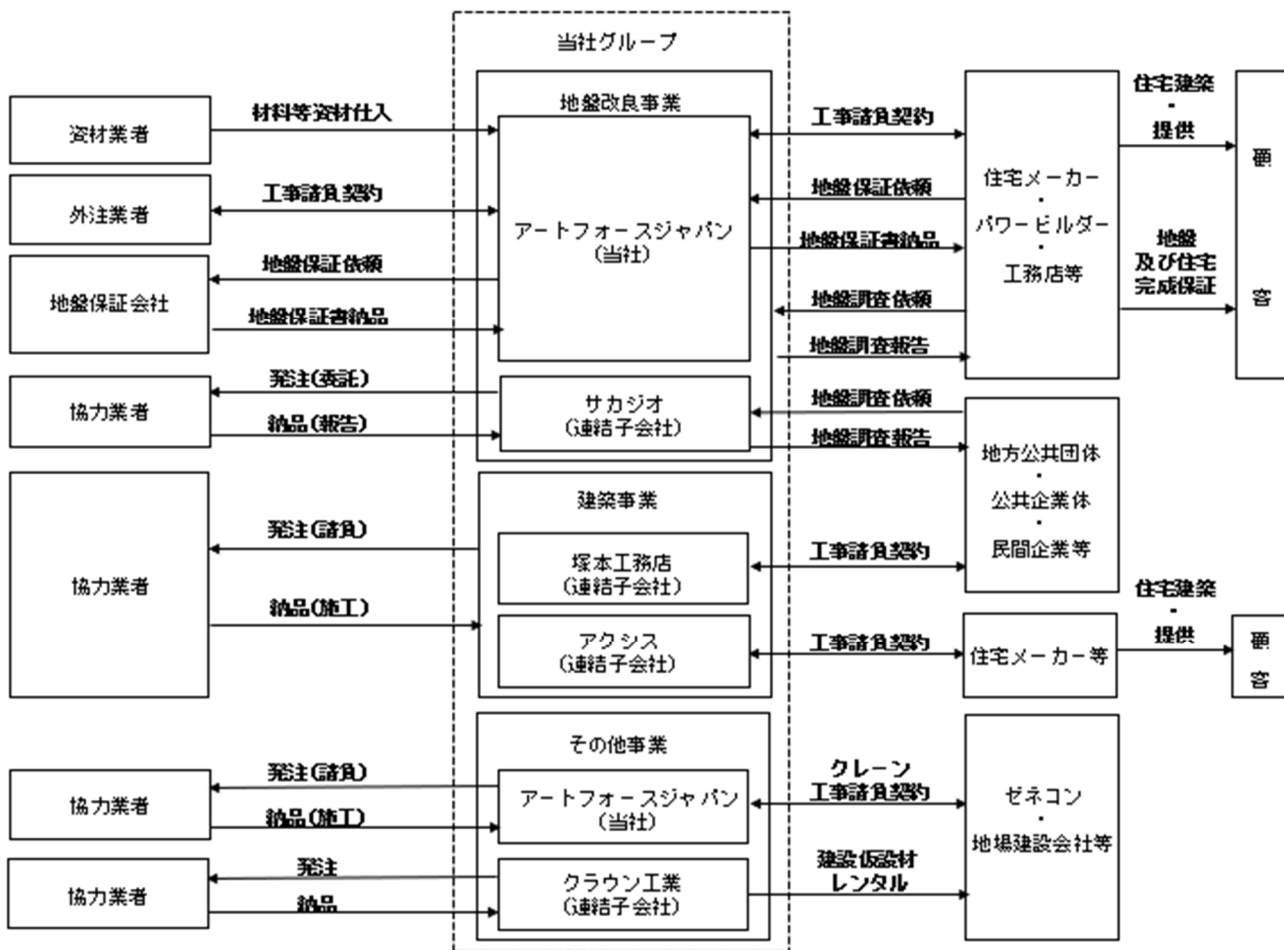 当社グループ
地盤改良事業
資材業者
材料等資材仕入
外注業者
工事請負契約
地盤保証会社
地盤保証依頼
地盤保証書納品
アートフォースジャパン
(当社)
工事請負契約
地盤保証依頼
地盤保証書納品
地盤調査依頼
地盤調査報告
住宅メーカー
・
パワービルダー
・
工務店等
住宅建築
・
提供
地盤
及び住宅
完成保証
顧
客
協力業者
発注(委託)
納品(報告)
サカジオ
(連結子会社)
地盤調査依頼
地盤調査報告
地方公共団体
・
公共企業体
・
民間企業等
建築事業
協力業者
発注(請負)
納品(施工)
塚本工務店
(連結子会社)
工事請負契約
アクシス
(連結子会社)
工事請負契約
住宅メーカー等
住宅建築
・
提供
顧
客
その他事業
協力業者
発注(請負)
納品(施工)
アートフォースジャパン
(当社)
クレーン
工事請負契約
ゼネコン
・
地場建設会社等
協力業者
発注
納品
クラウン工業
(連結子会社)
建設仮設材
レンタル